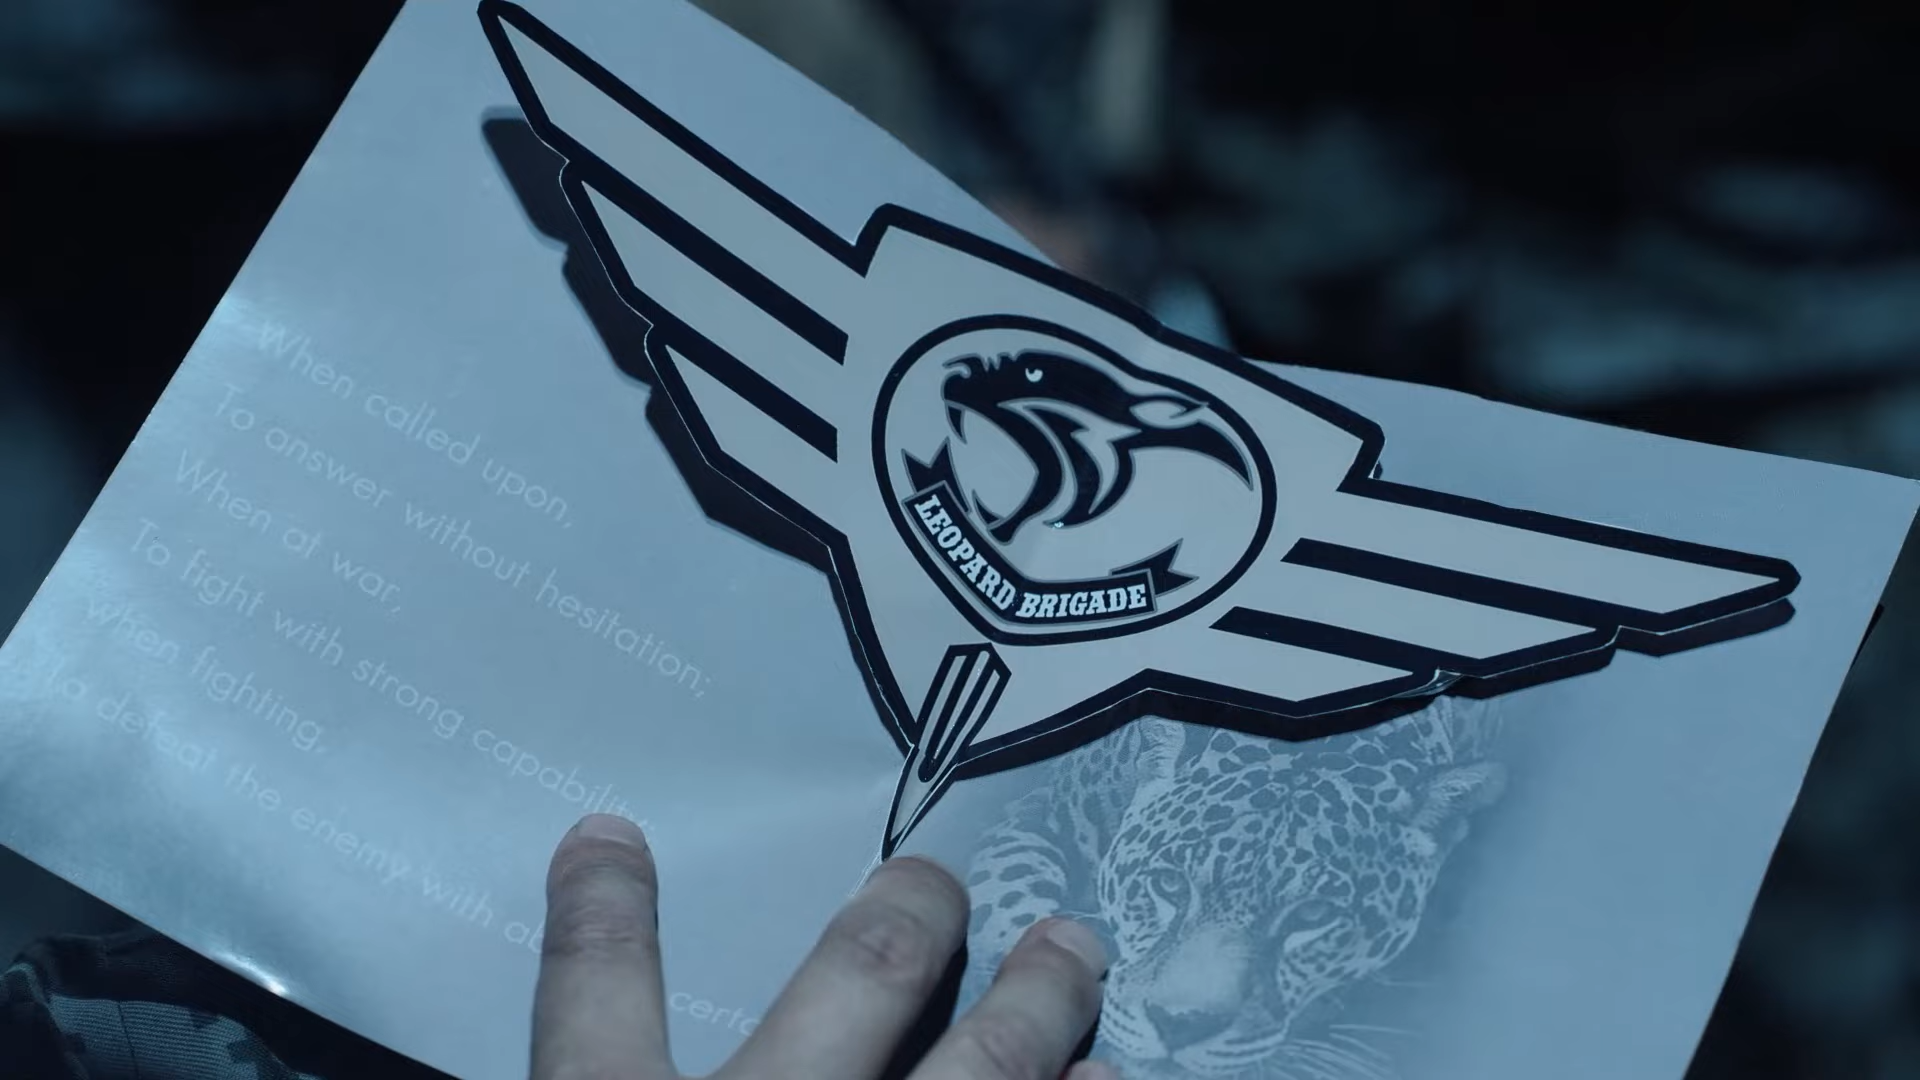 LEOPARD BRIGADE
When called upon,
To answer without hesitation;
When at war,
To fight with strong capability;
when fighting,
to defeat the enemy with